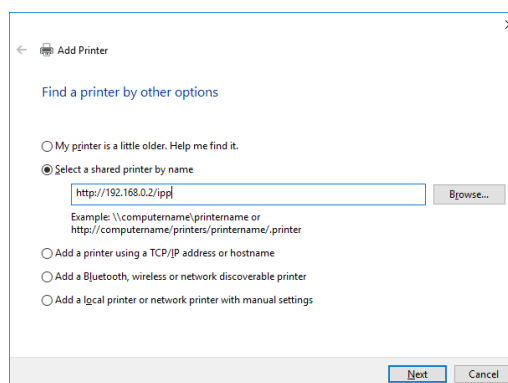 Add Printer
Find a printer by other options
My printer is a little older. Help me find it.
Select a shared printer by name
http://192.168.0.2/ipp
Browse...
Example: \\computername\printername or
http://computername/printers/printername/.printer
Add a printer using a TCP/IP address or hostname
Add a Bluetooth, wireless or network discoverable printer
Add a local printer or network printer with manual settings
Next
Cancel